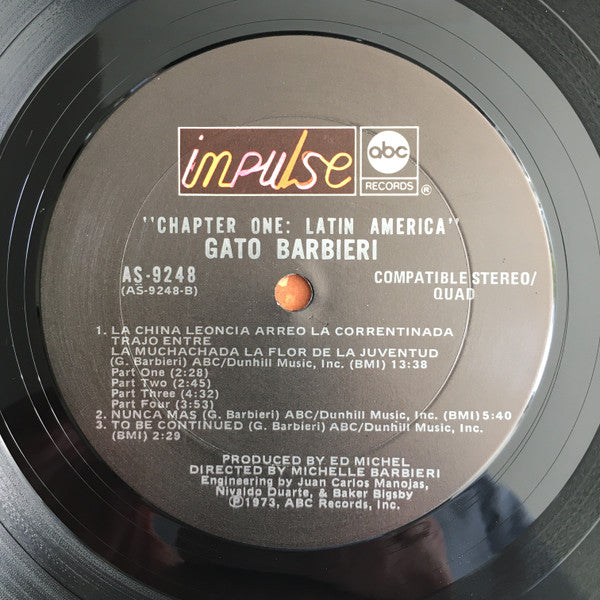 impulse
abc
RECORDS ®
"CHAPTER ONE: LATIN AMERICA"
GATO BARBIERI
AS-9248
(AS-9248-B)
COMPATIBLE STEREO/
QUAD
1. LA CHINA LEONCIA ARREO LA CORRENTINADA
TRAJO ENTRE
LA MUCHACHADA LA FLOR DE LA JUVENTUD
(G. Barbieri) ABC/Dunhill Music, Inc. (BMI) 13:38
Part One (2:28)
Part Two (2:45)
Part Three (4:32)
Part Four (3:53)
2. NUNCA MAS (G. Barbieri) ABC/Dunhill Music, Inc. (BMI) 5:40
3. TO BE CONTINUED (G. Barbieri) ABC/Dunhill Music, Inc.
(BMI) 2:29
PRODUCED BY ED MICHEL
DIRECTED BY MICHELLE BARBIERI
Engineering by Juan Carlos Manojas,
Nivaldo Duarte, & Baker Bigsby
℗1973, ABC Records, Inc.